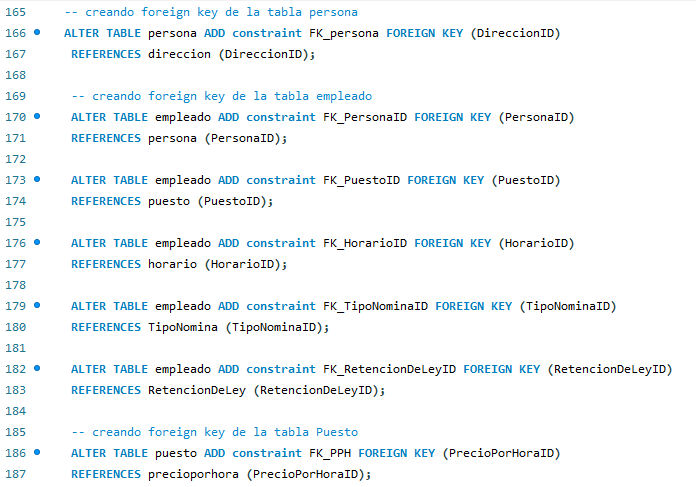 165 -- creando foreign key de la tabla persona
166 ALTER TABLE persona ADD constraint FK_persona FOREIGN KEY (DireccionID)
167 REFERENCES direccion (DireccionID);
168
169 -- creando foreign key de la tabla empleado
170 ALTER TABLE empleado ADD constraint FK_PersonaID FOREIGN KEY (PersonaID)
171 REFERENCES persona (PersonaID);
172
173 ALTER TABLE empleado ADD constraint FK_PuestoID FOREIGN KEY (PuestoID)
174 REFERENCES puesto (PuestoID);
175
176 ALTER TABLE empleado ADD constraint FK_HorarioID FOREIGN KEY (HorarioID)
177 REFERENCES horario (HorarioID);
178
179 ALTER TABLE empleado ADD constraint FK_TipoNominaID FOREIGN KEY (TipoNominaID)
180 REFERENCES TipoNomina (TipoNominaID);
181
182 ALTER TABLE empleado ADD constraint FK_RetencionDeLeyID FOREIGN KEY (RetencionDeLeyID)
183 REFERENCES RetencionDeLey (RetencionDeLeyID);
184
185 -- creando foreign key de la tabla Puesto
186 ALTER TABLE puesto ADD constraint FK_PPH FOREIGN KEY (PrecioPorHoraID)
187 REFERENCES precioporhora (PrecioPorHoraID);